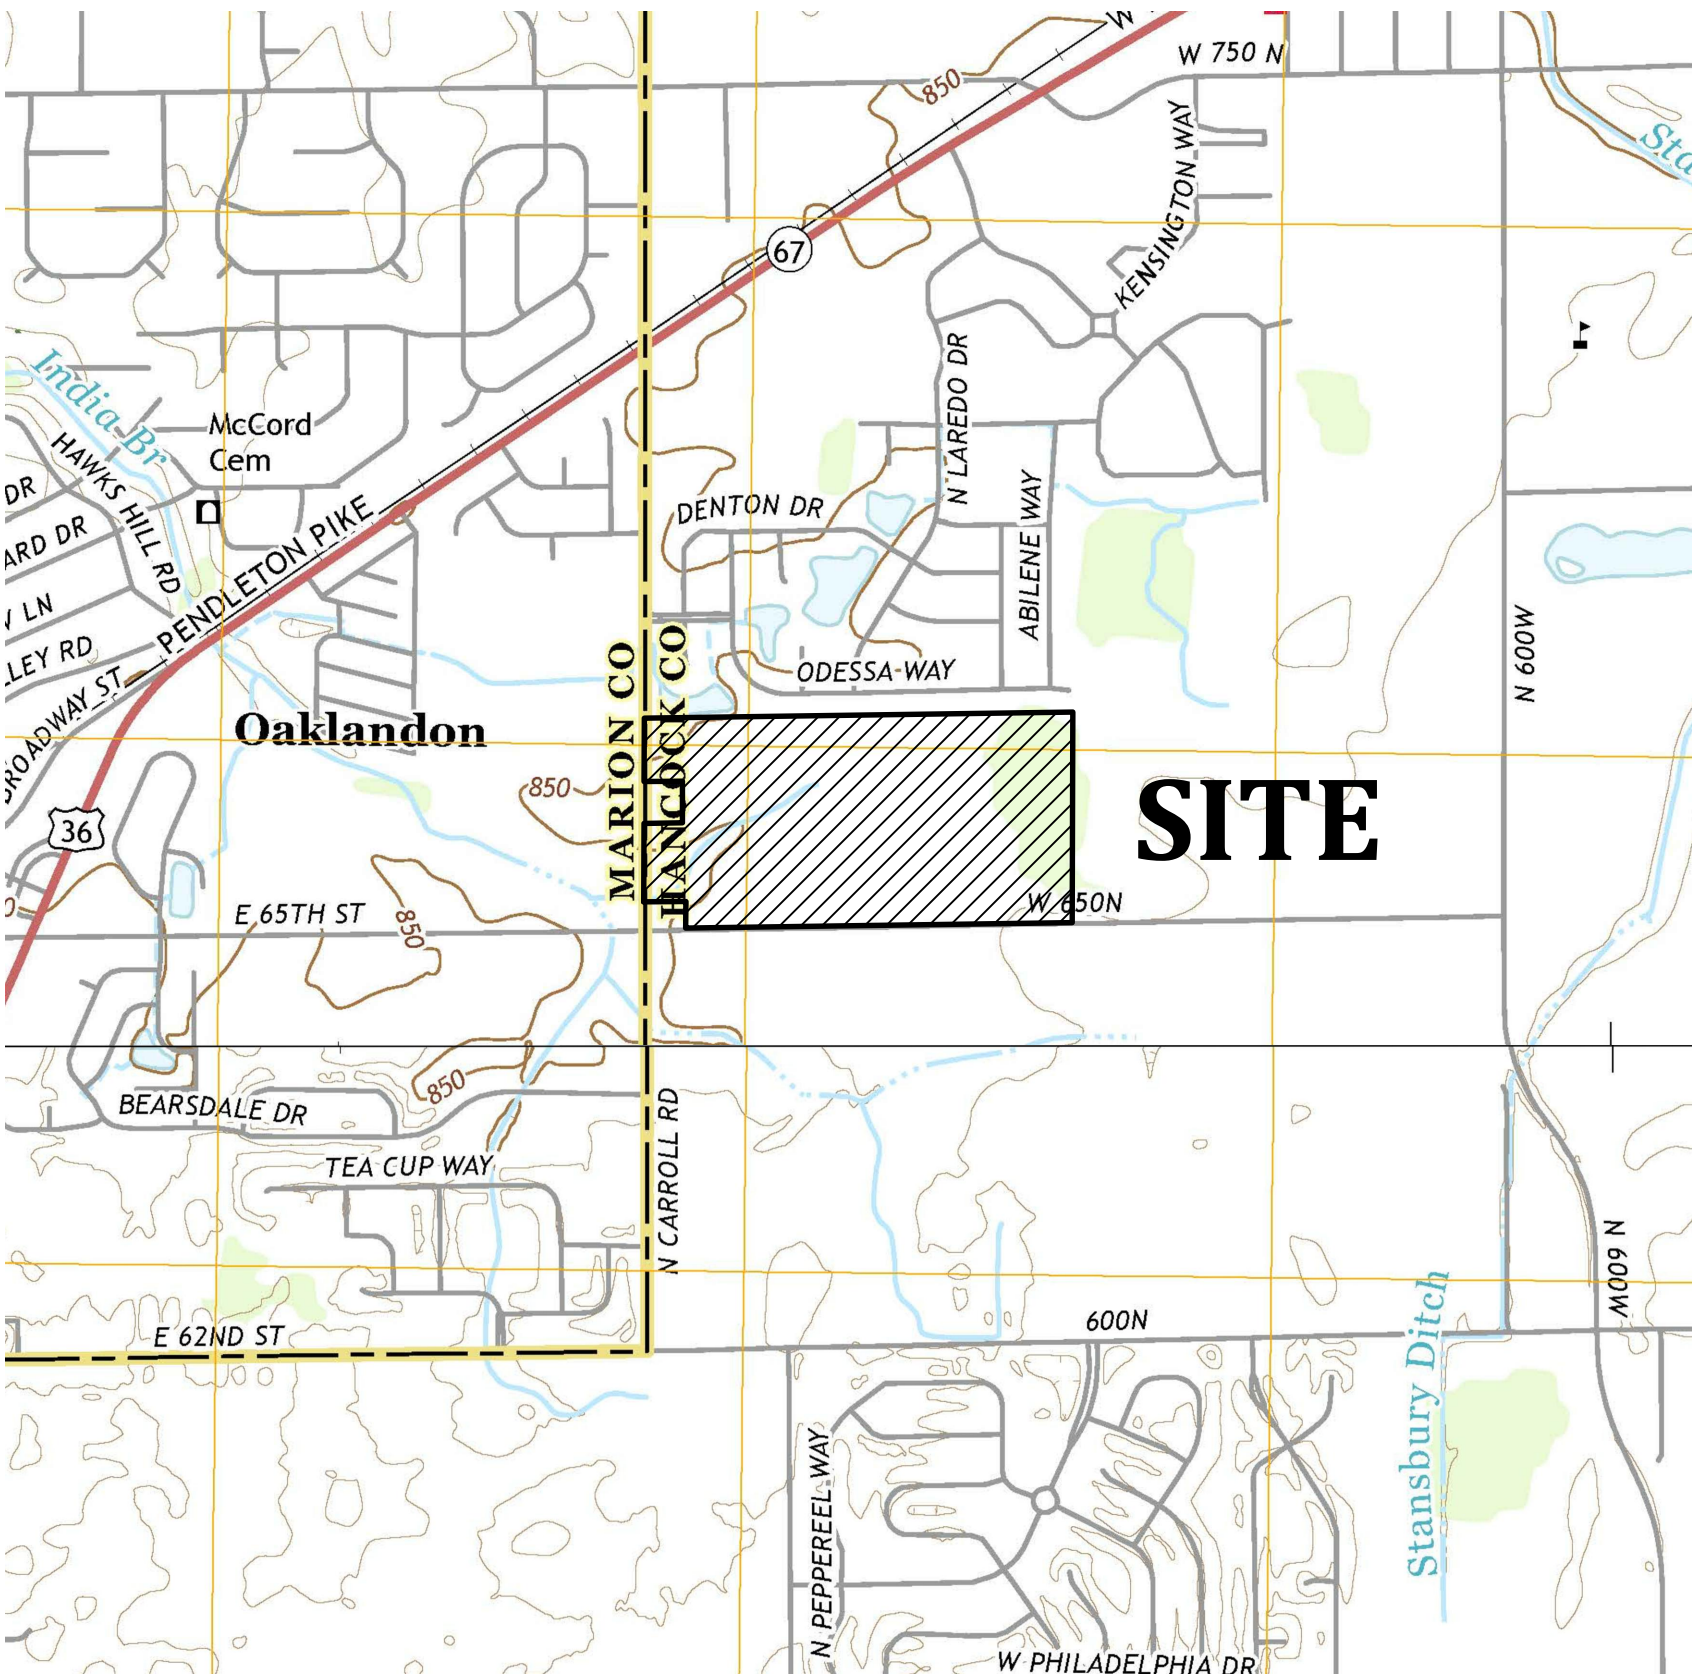 W
W 750 N
850
Sta
67
KENSINGTON WAY
India Br
McCord
Cem
HAWKS HILL RD
N LAREDO DR
DR
ARD DR
DENTON DR
ABILENE WAY
PENDLETON PIKE
LN
LLEY RD
N 600W
BROADWAY ST
ODESSA WAY
MARION CO
HANCOCK CO
Oaklandon
850
SITE
36
W 650N
E 65TH ST
850
0
850
BEARSDALE DR
TEA CUP WAY
N CARROLL RD
N 600W
600N
E 62ND ST
Stansbury Ditch
N PEPPEREEL WAY
W PHILADELPHIA DR